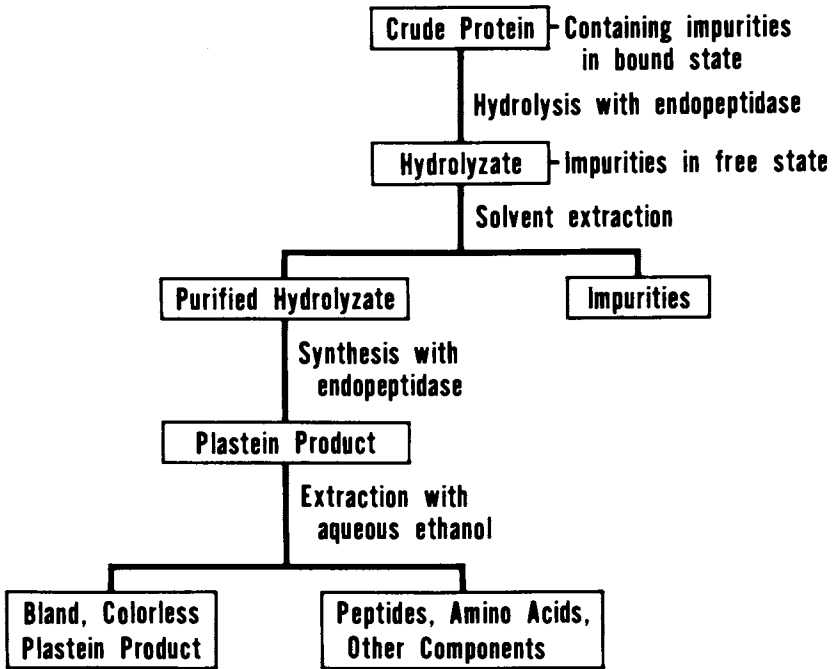 Crude Protein
Containing impurities
in bound state
Hydrolysis with endopeptidase
Hydrolyzate
Impurities in free state
Solvent extraction
Purified Hydrolyzate
Impurities
Synthesis with
endopeptidase
Plastein Product
Extraction with
aqueous ethanol
Bland, Colorless
Plastein Product
Peptides, Amino Acids,
Other Components